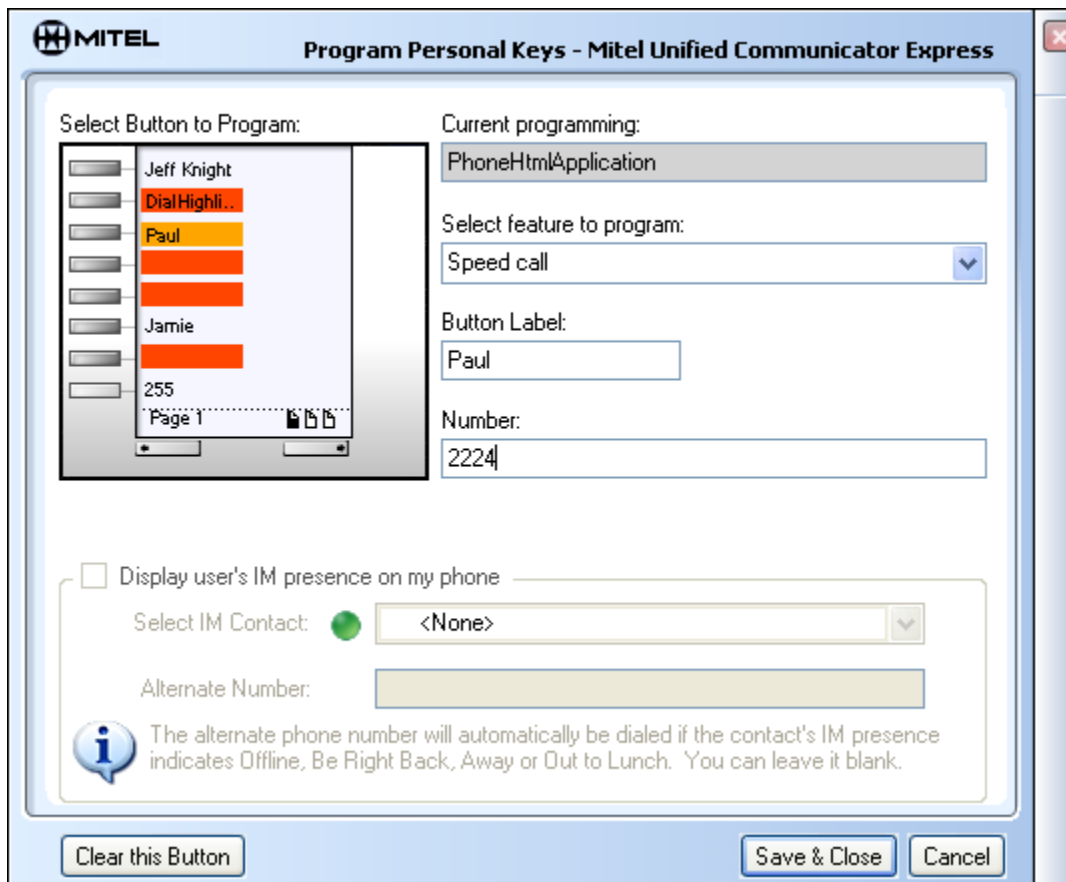 MITEL
Program Personal Keys - Mitel Unified Communicator Express
Select Button to Program:
Jeff Knight
DialHighli..
Paul
Jamie
255
Page 1
Current programming:
PhoneHtmlApplication
Select feature to program:
Speed call
Button Label:
Paul
Number:
2224
Display user's IM presence on my phone
Select IM Contact:
<None>
Alternate Number:
The alternate phone number will automatically be dialed if the contact's IM presence
indicates Offline, Be Right Back, Away or Out to Lunch. You can leave it blank.
Clear this Button
Save & Close
Cancel